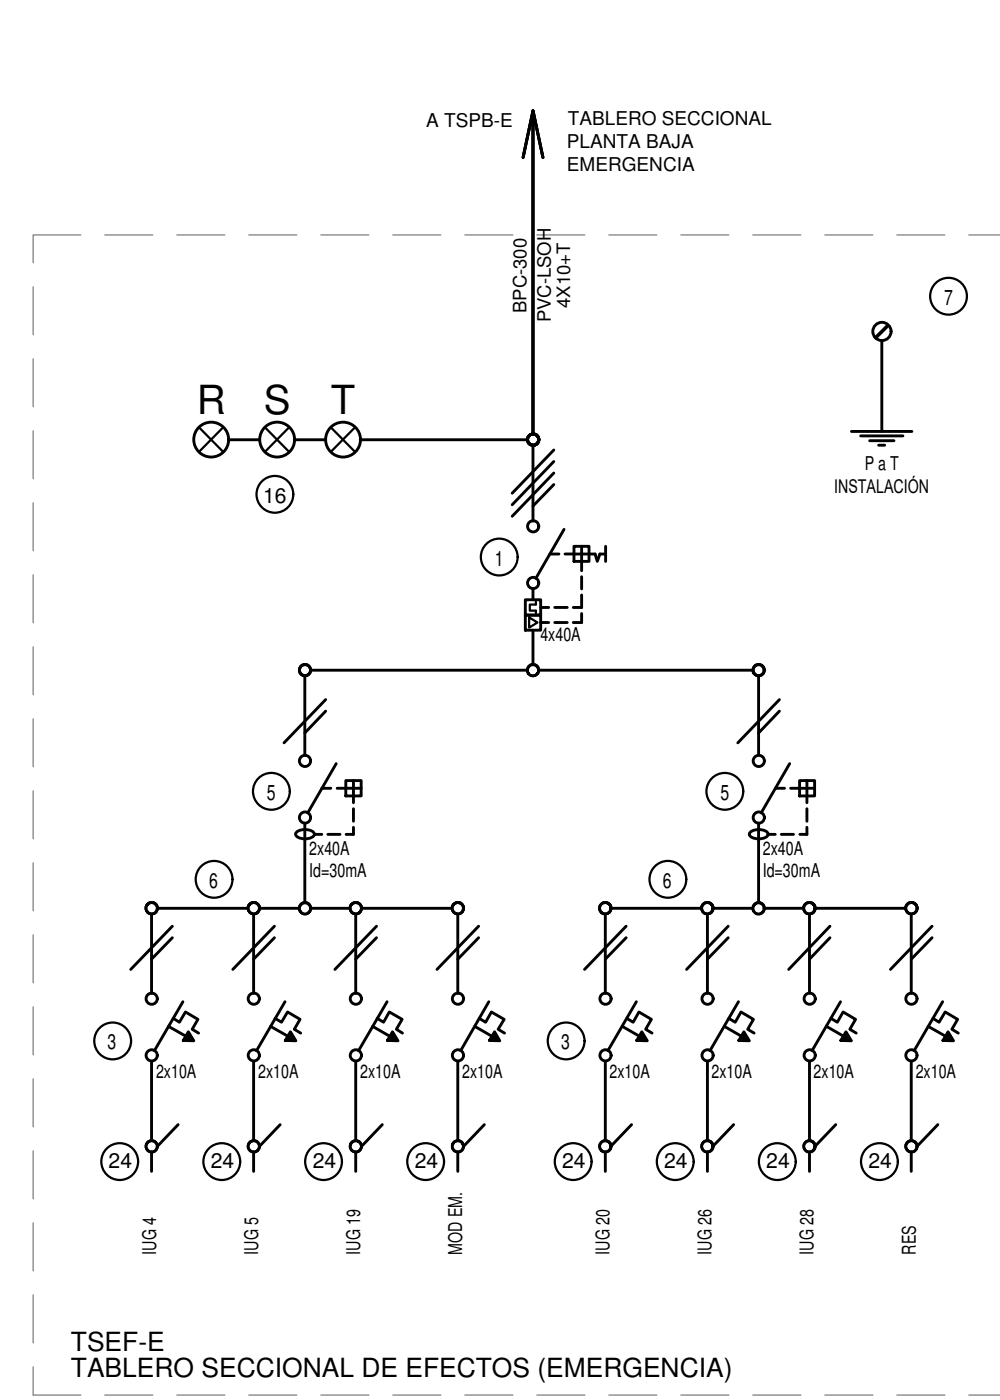 A TSPB-E
TABLERO SECCIONAL
PLANTA BAJA
EMERGENCIA
BPC-300
PVC-LSOH
4X10+T
7
R S T
16
P a T
INSTALACIÓN
1
4x40A
5
2x40A
Id=30mA
5
2x40A
Id=30mA
6
6
3
2x10A
2x10A
2x10A
2x10A
3
2x10A
2x10A
2x10A
2x10A
24
24
24
24
24
24
24
24
IUG 4
IUG 5
IUG 19
MOD EM.
IUG 20
IUG 26
IUG 28
RES
TSEF-E
TABLERO SECCIONAL DE EFECTOS (EMERGENCIA)